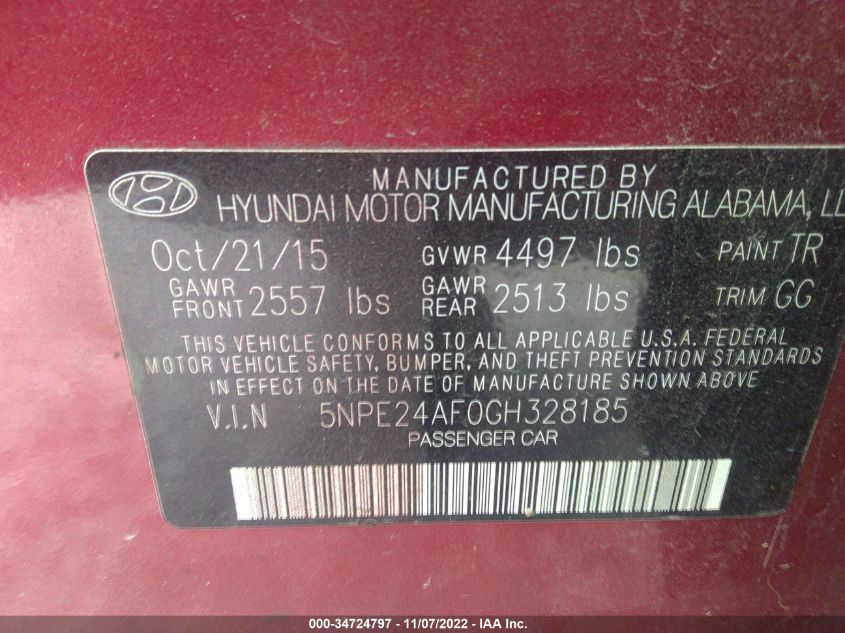 MANUFACTURED BY
HYUNDAI MOTOR MANUFACTURING ALABAMA, LL
Oct/21/15 GVWR 4497 lbs PAINT TR
GAWR FRONT 2557 lbs GAWR REAR 2513 lbs TRIM GG
THIS VEHICLE CONFORMS TO ALL APPLICABLE U.S.A. FEDERAL
MOTOR VEHICLE SAFETY, BUMPER, AND THEFT PREVENTION STANDARDS
IN EFFECT ON THE DATE OF MANUFACTURE SHOWN ABOVE
V.I.N 5NPE24AF0GH328185
PASSENGER CAR
000-34724797 - 11/07/2022 - IAA Inc.